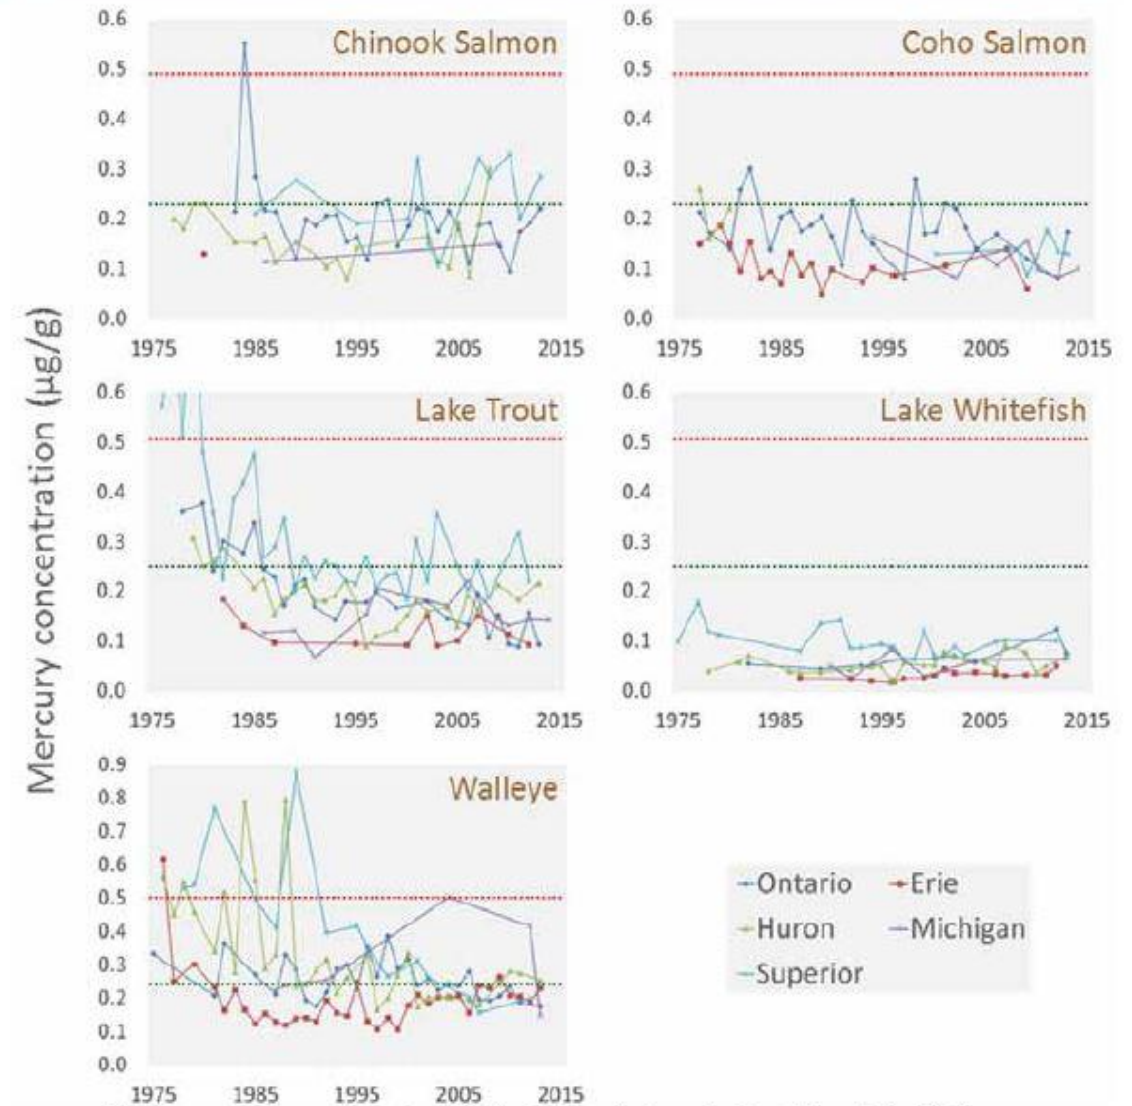 Mercury concentration (µg/g)
Chinook Salmon
0.6
0.5
0.4
0.3
0.2
0.1
0.0
1975 1985 1995 2005 2015
Coho Salmon
0.6
0.5
0.4
0.3
0.2
0.1
0.0
1975 1985 1995 2005 2015
Lake Trout
0.6
0.5
0.4
0.3
0.2
0.1
0.0
1975 1985 1995 2005 2015
Lake Whitefish
0.6
0.5
0.4
0.3
0.2
0.1
0.0
1975 1985 1995 2005 2015
Walleye
0.9
0.8
0.7
0.6
0.5
0.4
0.3
0.2
0.1
0.0
1975 1985 1995 2005 2015
Ontario Erie
Huron Michigan
Superior